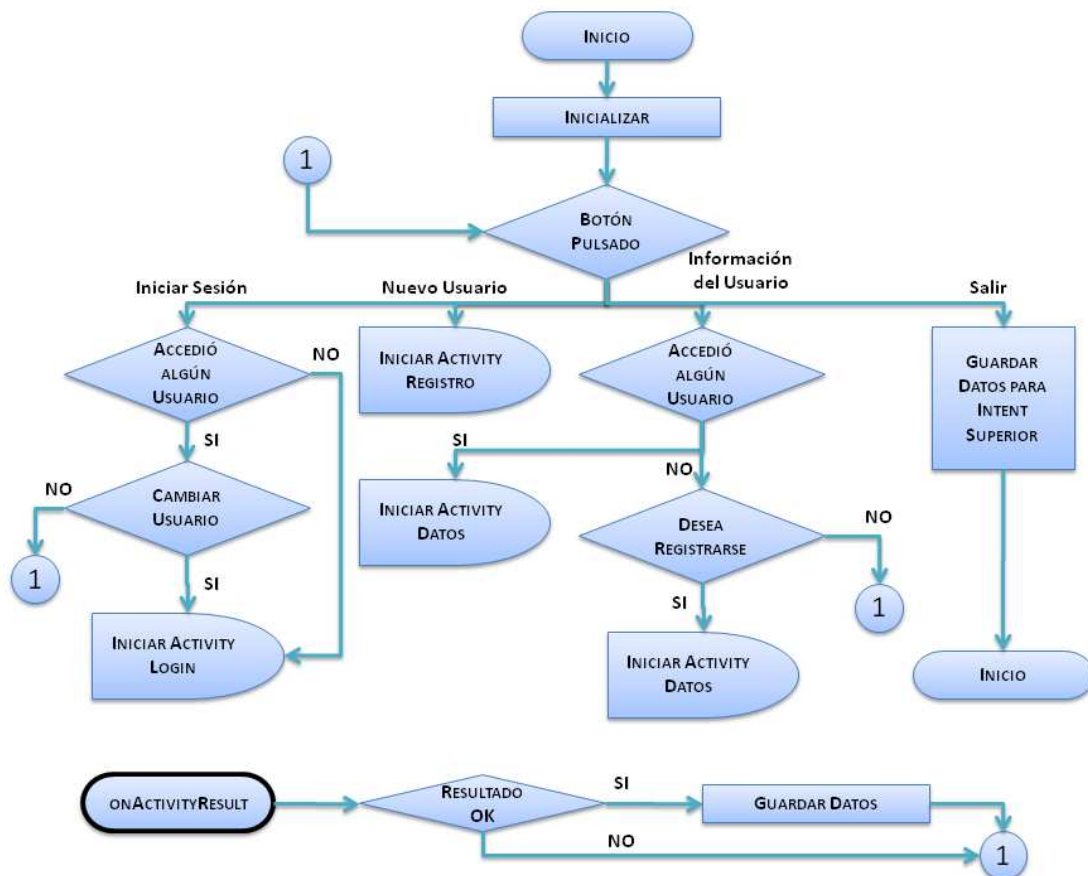 INICIO
INICIALIZAR
1
BOTÓN
PULSADO
Iniciar Sesión
Nuevo Usuario
Información
del Usuario
Salir
ACCEDIÓ
ALGÚN
USUARIO
NO
INICIAR ACTIVITY
REGISTRO
ACCEDIÓ
ALGÚN
USUARIO
GUARDAR
DATOS PARA
INTENT
SUPERIOR
SI
SI
NO
NO
CAMBIAR
USUARIO
INICIAR ACTIVITY
DATOS
DESEA
REGISTRARSE
NO
1
SI
SI
1
INICIAR ACTIVITY
LOGIN
INICIAR ACTIVITY
DATOS
INICIO
ONACTIVITYRESULT
RESULTADO
OK
SI
GUARDAR DATOS
NO
1